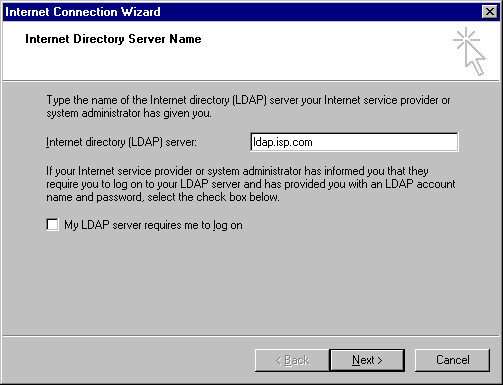 Internet Connection Wizard
Internet Directory Server Name
Type the name of the Internet directory (LDAP) server your Internet service provider or
system administrator has given you.
Internet directory (LDAP) server: ldap.isp.com
If your Internet service provider or system administrator has informed you that they
require you to log on to your LDAP server and has provided you with an LDAP account
name and password, select the check box below.
My LDAP server requires me to log on
< Back Next > Cancel